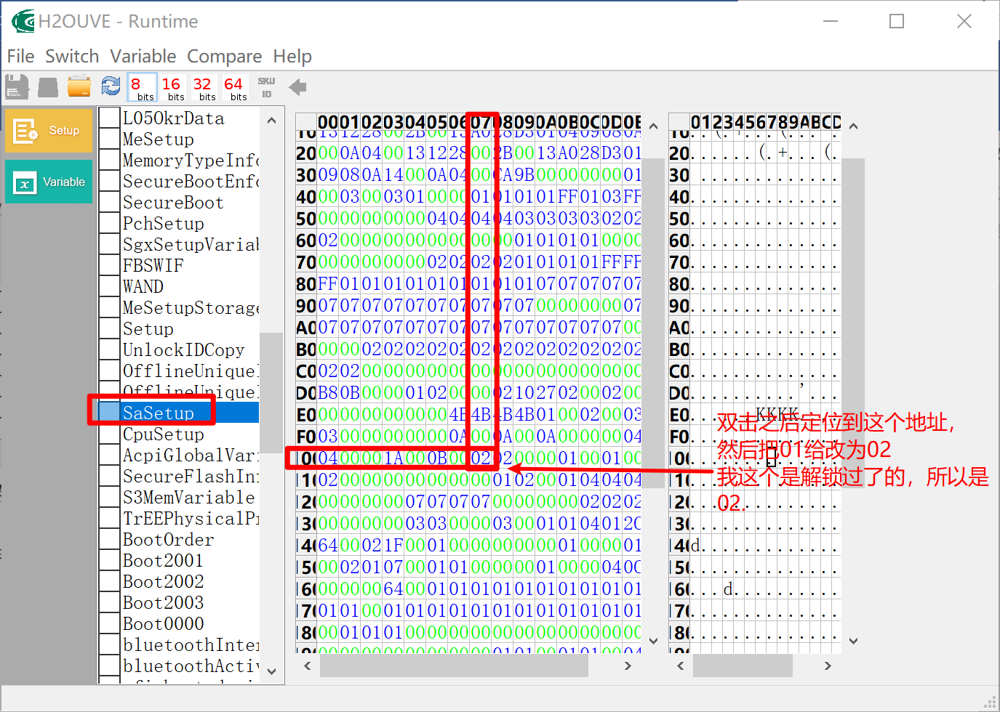 H2OUVE - Runtime
File Switch Variable Compare Help
8 bits 16 bits 32 bits 64 bits SKU ID
Setup
Variable
L05OkrData
MeSetup
MemoryTypeInfo
SecureBootEnfo
SecureBoot
PchSetup
SgxSetupVariab
FBSWIF
WAND
MeSetupStorage
Setup
UnlockIDCopy
OfflineUniqueI
OfflineUniqueI
SaSetup
CpuSetup
AcpiGlobalVari
SecureFlashInf
S3MemVariable
TrEEPhysicalPr
BootOrder
Boot2001
Boot2002
Boot2003
Boot0000
bluetoothInter
bluetoothActiv
00 01 02 03 04 05 06 07 08 09 0A 0B 0C 0D 0E
10 13 12 28 00 2B 00 13 A0 28 D3 01 04 09 08 0A
20 00 0A 04 00 13 12 28 00 2B 00 13 A0 28 D3 01
30 09 08 0A 14 00 0A 04 00 CA 9B 00 00 00 00 01
40 00 03 00 03 01 00 00 01 01 01 01 FF 01 03 FF
50 00 00 00 00 00 04 04 04 04 03 03 03 03 02 02
60 02 00 00 00 00 00 00 00 00 01 01 01 01 00 00
70 00 00 00 00 00 02 02 02 02 01 01 01 01 FF FF
80 FF 01 01 01 01 01 01 01 01 01 07 07 07 07 07
90 07 07 07 07 07 07 07 07 07 07 00 00 00 00 07
A0 07 07 07 07 07 07 07 07 07 07 07 07 07 07 00
B0 00 00 02 02 02 02 02 02 02 02 02 02 02 02 02
C0 02 02 00 00 00 00 00 00 00 00 00 00 00 00 00
D0 B8 0B 00 00 01 02 00 00 02 10 27 02 00 02 00
E0 00 00 00 00 00 00 4B 4B 4B 4B 01 00 02 00 03
F0 03 00 00 00 00 00 0A 00 0A 00 0A 00 00 00 04
100 04 00 00 1A 00 0B 00 02 02 00 00 01 00 01 00
110 02 00 00 00 00 00 00 00 01 02 00 01 04 04 04
120 00 00 00 00 07 07 07 07 00 00 00 00 02 02 02
130 00 00 00 00 03 03 00 00 03 00 01 01 04 01 2C
140 64 00 02 1F 00 01 00 00 00 00 00 01 00 00 01
150 00 02 01 07 00 01 01 00 00 00 01 00 00 04 0C
160 00 00 00 64 00 01 01 01 01 01 01 01 01 01 01
170 01 01 00 01 01 01 01 01 01 01 01 01 01 01 01
180 00 01 01 01 00 00 00 00 00 00 00 00 00 00 00
0123456789ABCD
10 ..(.+...(.....
20 ......(.+...(.
30 ..............
40 ..............
50 ..............
60 ..............
70 ..............
80 ..............
90 ..............
A0 ..............
B0 ..............
C0 ..............
D0 ..........'...
E0 ......KKKK....
F0 ..............
100 ..............
110
120 ..............
130 ..............
140 d.............
150 ..............
160 ...d..........
170 ..............
180 ..............
双击之后定位到这个地址，
然后把01给改为02
我这个是解锁过了的，所以是
02.